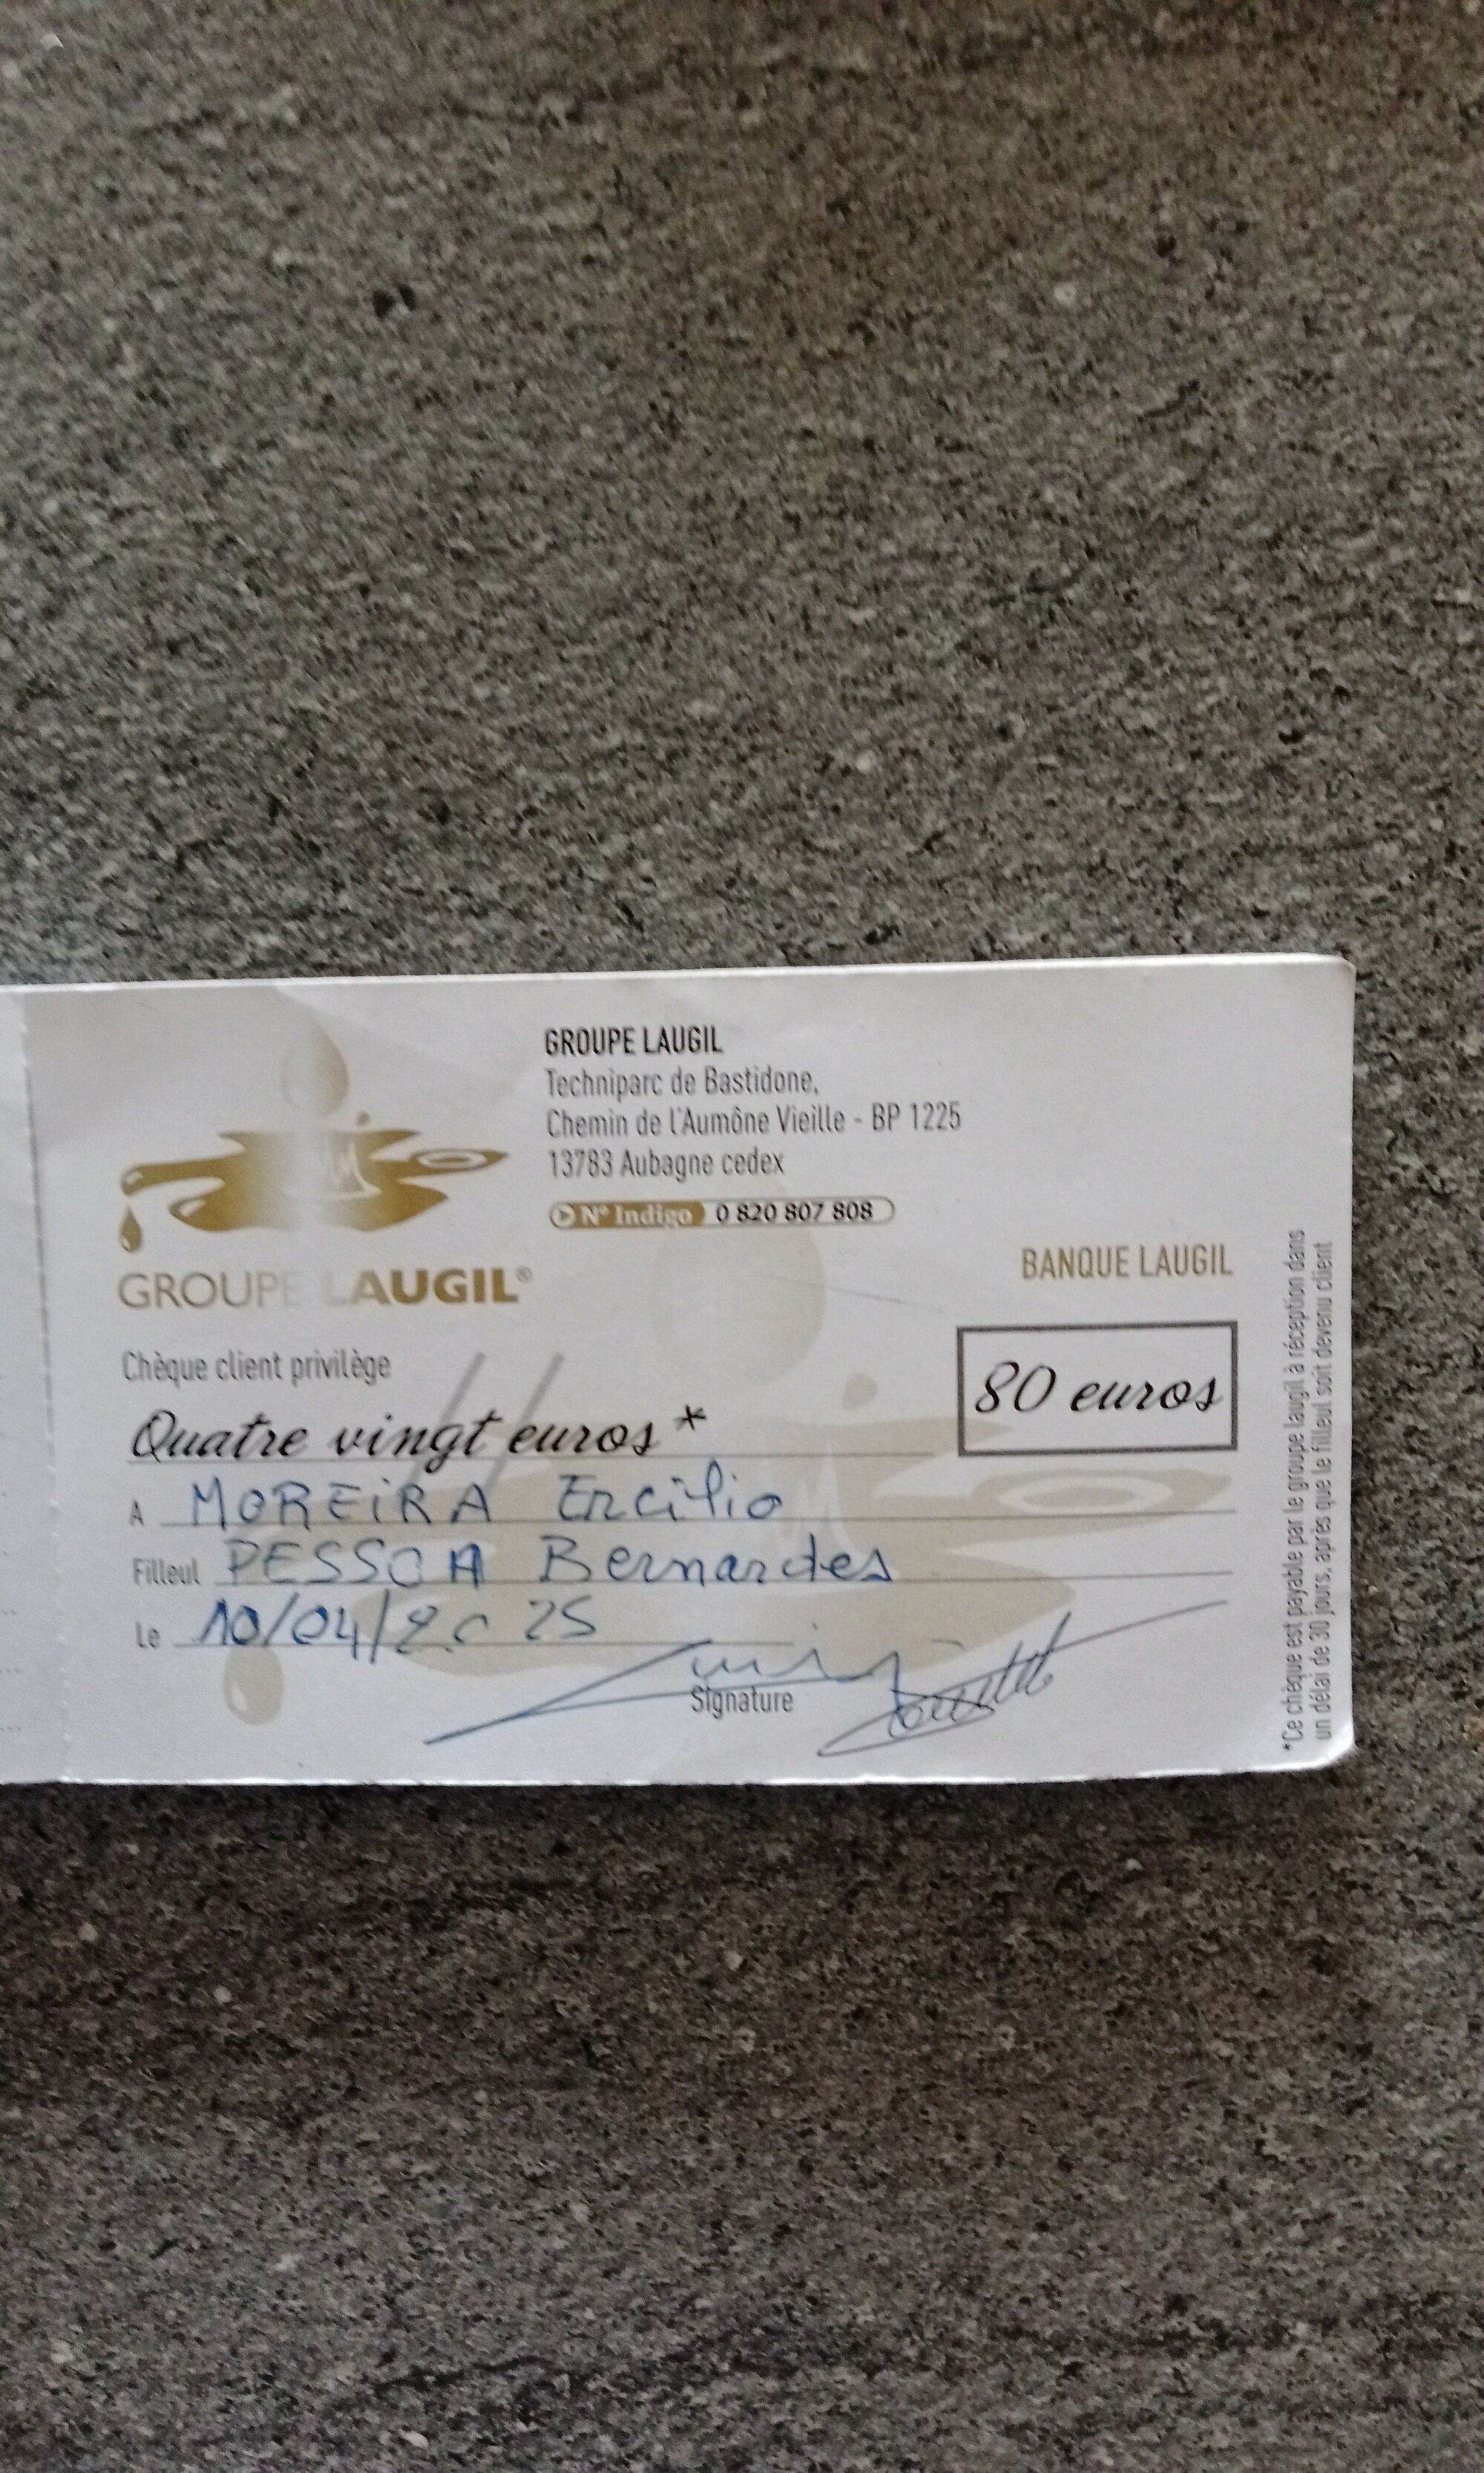 GROUPE LAUGIL
Techniparc de Bastidone,
Chemin de l'Aumône Vieille - BP 1225
13783 Aubagne cedex
N° Indigo 0 820 807 808
GROUPE LAUGIL®
BANQUE LAUGIL
Chèque client privilège
80 euros
Quatre vingt euros*
A MOREIRA Ercilio
Filleul PESSOA Bernardes
Le 10/04/2025
Signature
*Ce chèque est payable par le groupe laugil à réception dans
un délai de 30 jours, après que le filleul soit devenu client